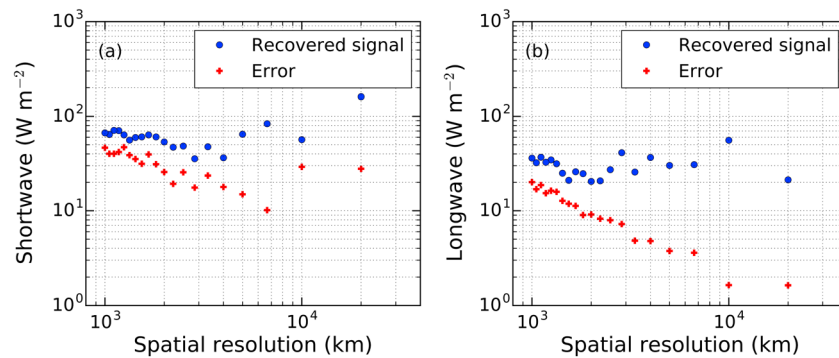 (a)
Recovered signal
Error
Shortwave (W m⁻²)
10³
10²
10¹
10⁰
10³
10⁴
Spatial resolution (km)
(b)
Recovered signal
Error
Longwave (W m⁻²)
10³
10²
10¹
10⁰
10³
10⁴
Spatial resolution (km)